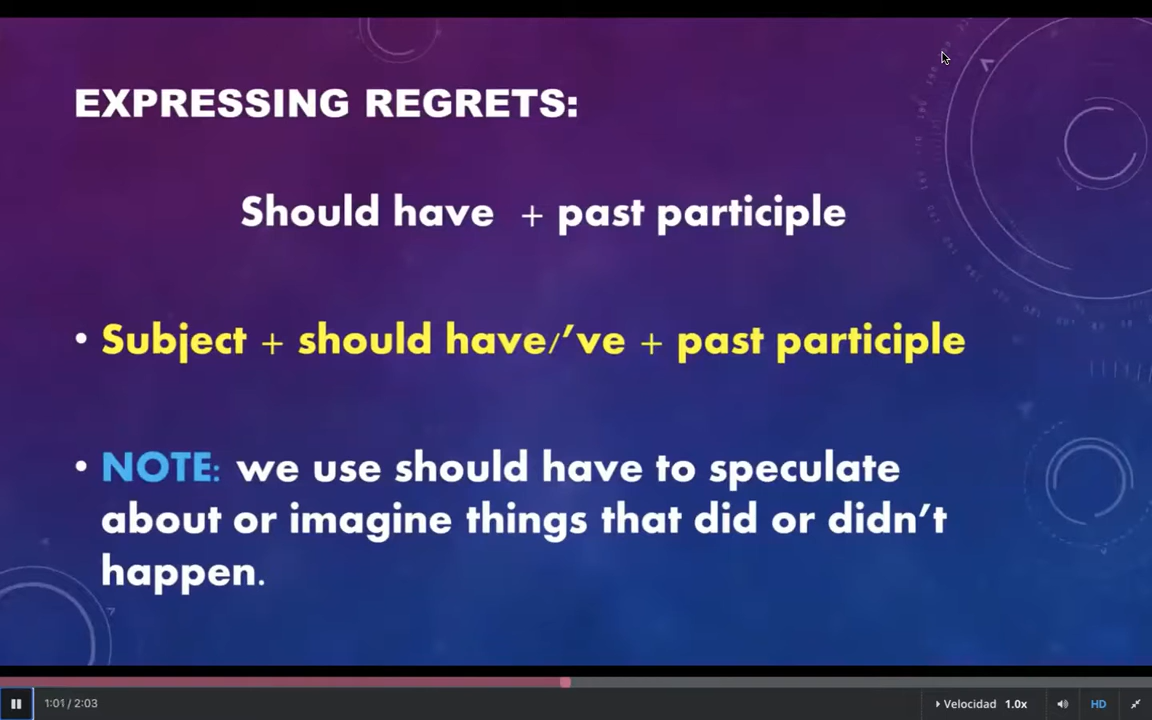 EXPRESSING REGRETS:
Should have + past participle
• Subject + should have/'ve + past participle
• NOTE: we use should have to speculate
about or imagine things that did or didn't
happen.
1:01 / 2:03
Velocidad 1.0x
HD